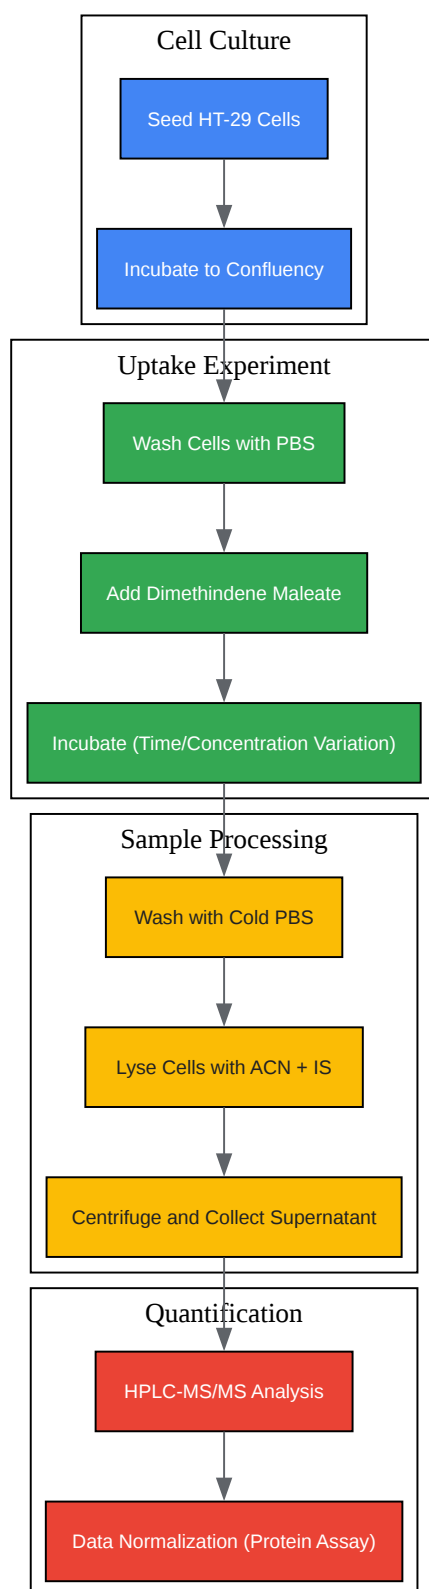 Cell Culture
Seed HT-29 Cells
Incubate to Confluency
Uptake Experiment
Wash Cells with PBS
Add Dimethindene Maleate
Incubate (Time/Concentration Variation)
Sample Processing
Wash with Cold PBS
Lyse Cells with ACN + IS
Centrifuge and Collect Supernatant
Quantification
HPLC-MS/MS Analysis
Data Normalization (Protein Assay)